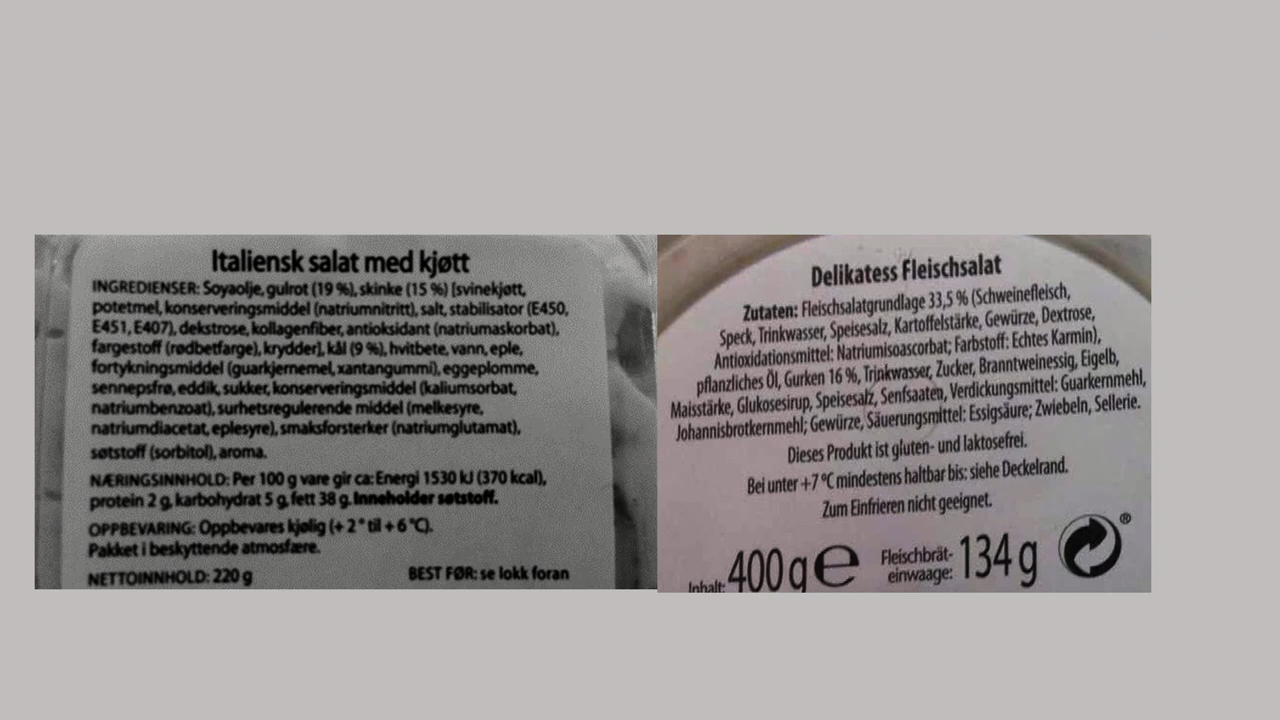 Italiensk salat med kjøtt
INGREDIENSER: Soyaolje, gulrot (19 %), skinke (15 %) [svinekjøtt,
potetmel, konserveringsmiddel (natriumnitritt), salt, stabilisator (E450,
E451, E407), dekstrose, kollagenfiber, antioksidant (natriumaskorbat),
fargestoff (rødbetfarge), krydder], kål (9 %), hvitbete, vann, eple,
fortykningsmiddel (guarkjernemel, xantangummi), eggeplomme,
sennepsfrø, eddik, sukker, konserveringsmiddel (kaliumsorbat,
natriumbenzoat), surhetsregulerende middel (melkesyre,
natriumdiacetat, eplesyre), smaksforsterker (natriumglutamat),
søtstoff (sorbitol), aroma.
NÆRINGSINNHOLD: Per 100 g vare gir ca: Energi 1530 kJ (370 kcal),
protein 2 g, karbohydrat 5 g, fett 38 g. Inneholder søtstoff.
OPPBEVARING: Oppbevares kjølig (+ 2° til + 6 °C).
Pakket i beskyttende atmosfære.
NETTOINNHOLD: 220 g
BEST FØR: se lokk foran
Delikatess Fleischsalat
Zutaten: Fleischsalatgrundlage 33,5 % (Schweinefleisch,
Speck, Trinkwasser, Speisesalz, Kartoffelstärke, Gewürze, Dextrose,
Antioxidationsmittel: Natriumisoascorbat; Farbstoff: Echtes Karmin),
pflanzliches Öl, Gurken 16 %, Trinkwasser, Zucker, Branntweinessig, Eigelb,
Maisstärke, Glukosesirup, Speisesalz, Senfsaaten, Verdickungsmittel: Guarkernmehl,
Johannisbrotkernmehl; Gewürze, Säuerungsmittel: Essigsäure; Zwiebeln, Sellerie.
Dieses Produkt ist gluten- und laktosefrei.
Bei unter +7 °C mindestens haltbar bis: siehe Deckelrand.
Zum Einfrieren nicht geeignet.
Inhalt: 400 g e
Fleischbrät-
einwaage: 134 g
®